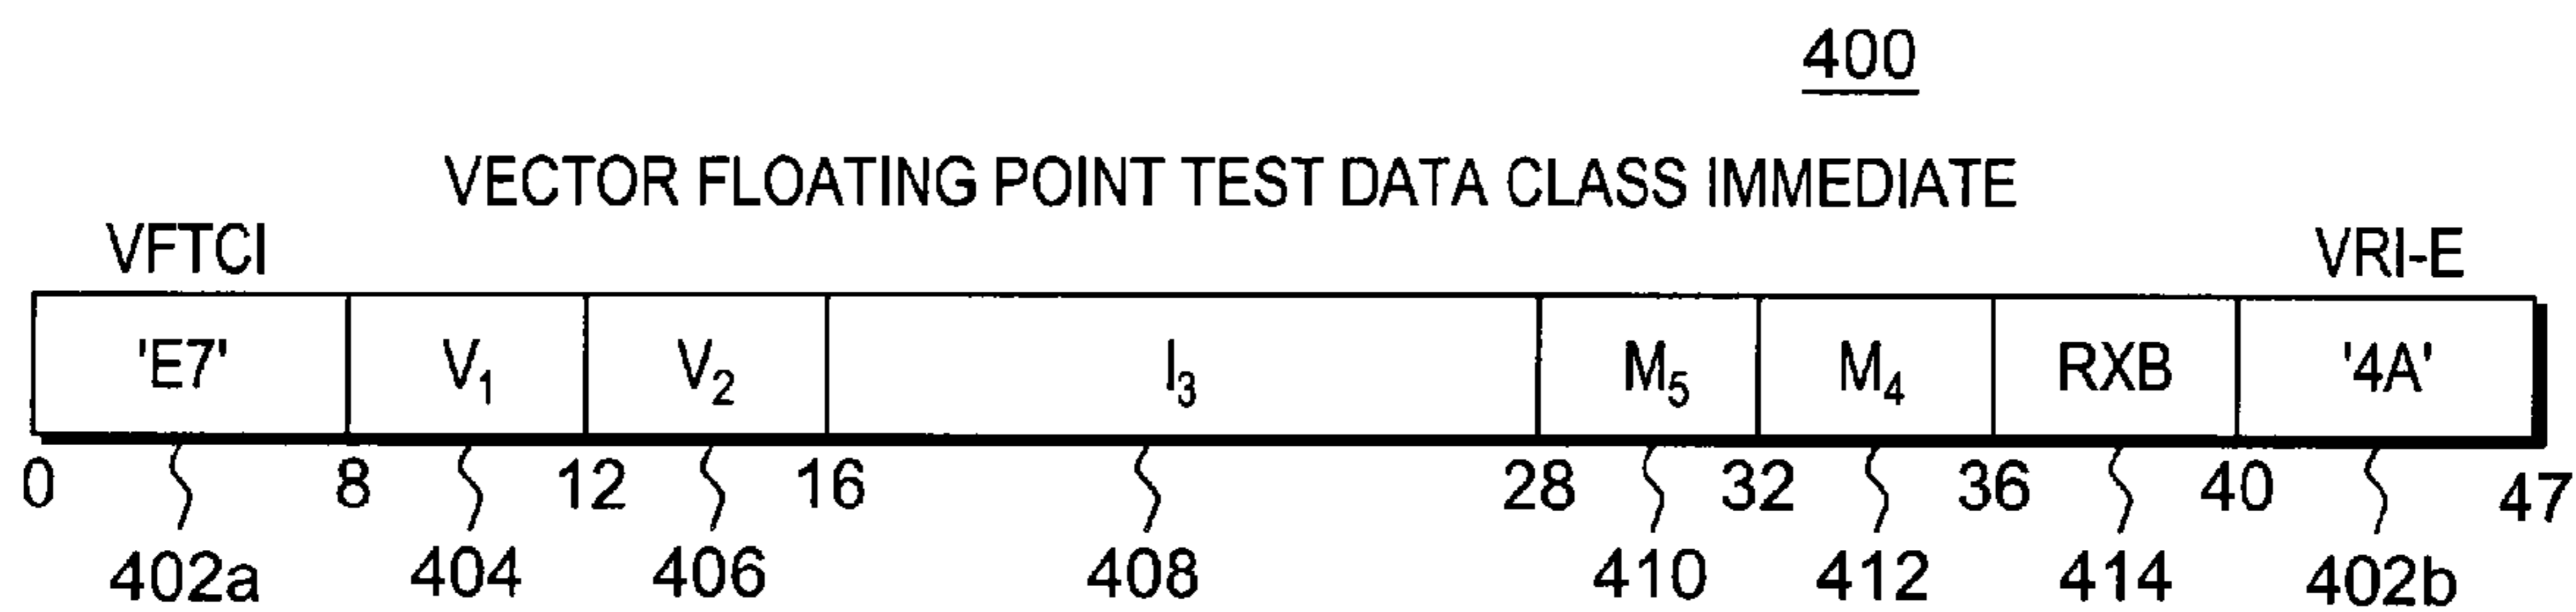 400
VECTOR FLOATING POINT TEST DATA CLASS IMMEDIATE
VFTCI VRI-E
'E7' V₁ V₂ I₃ M₅ M₄ RXB '4A'
0 8 12 16 28 32 36 40 47
402a 404 406 408 410 412 414 402b